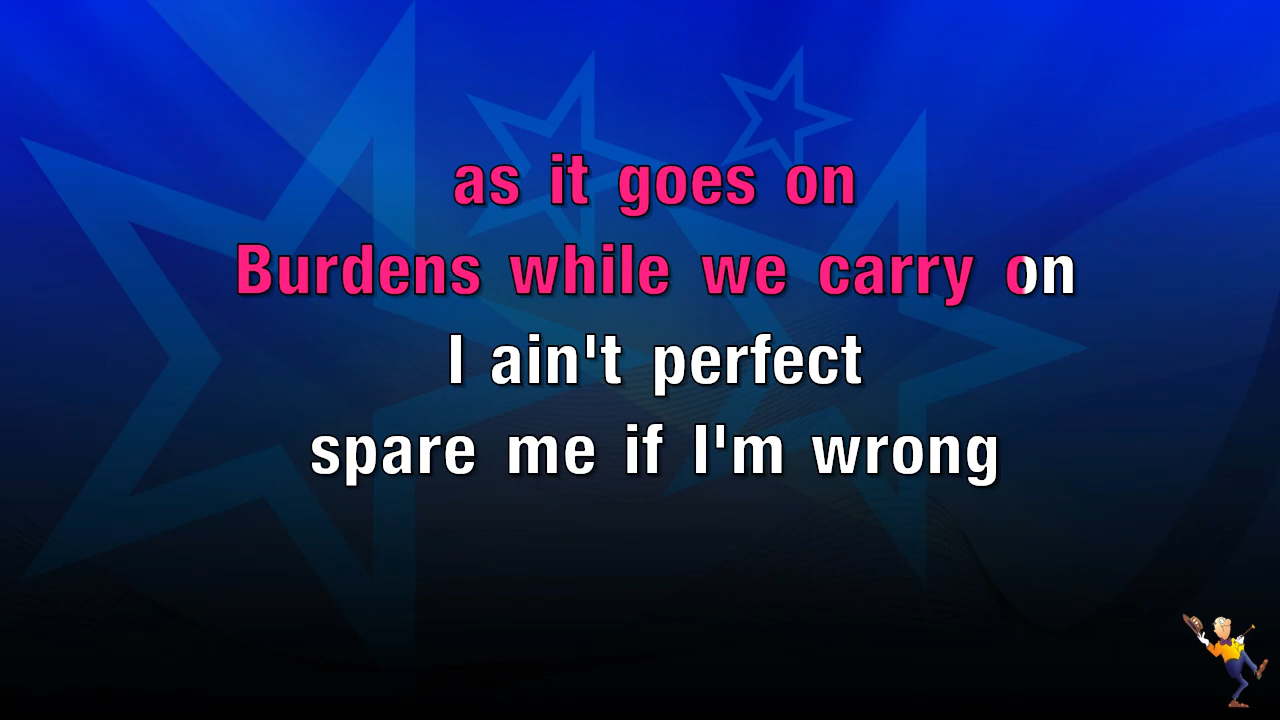 as it goes on
Burdens while we carry on
I ain't perfect
spare me if I'm wrong